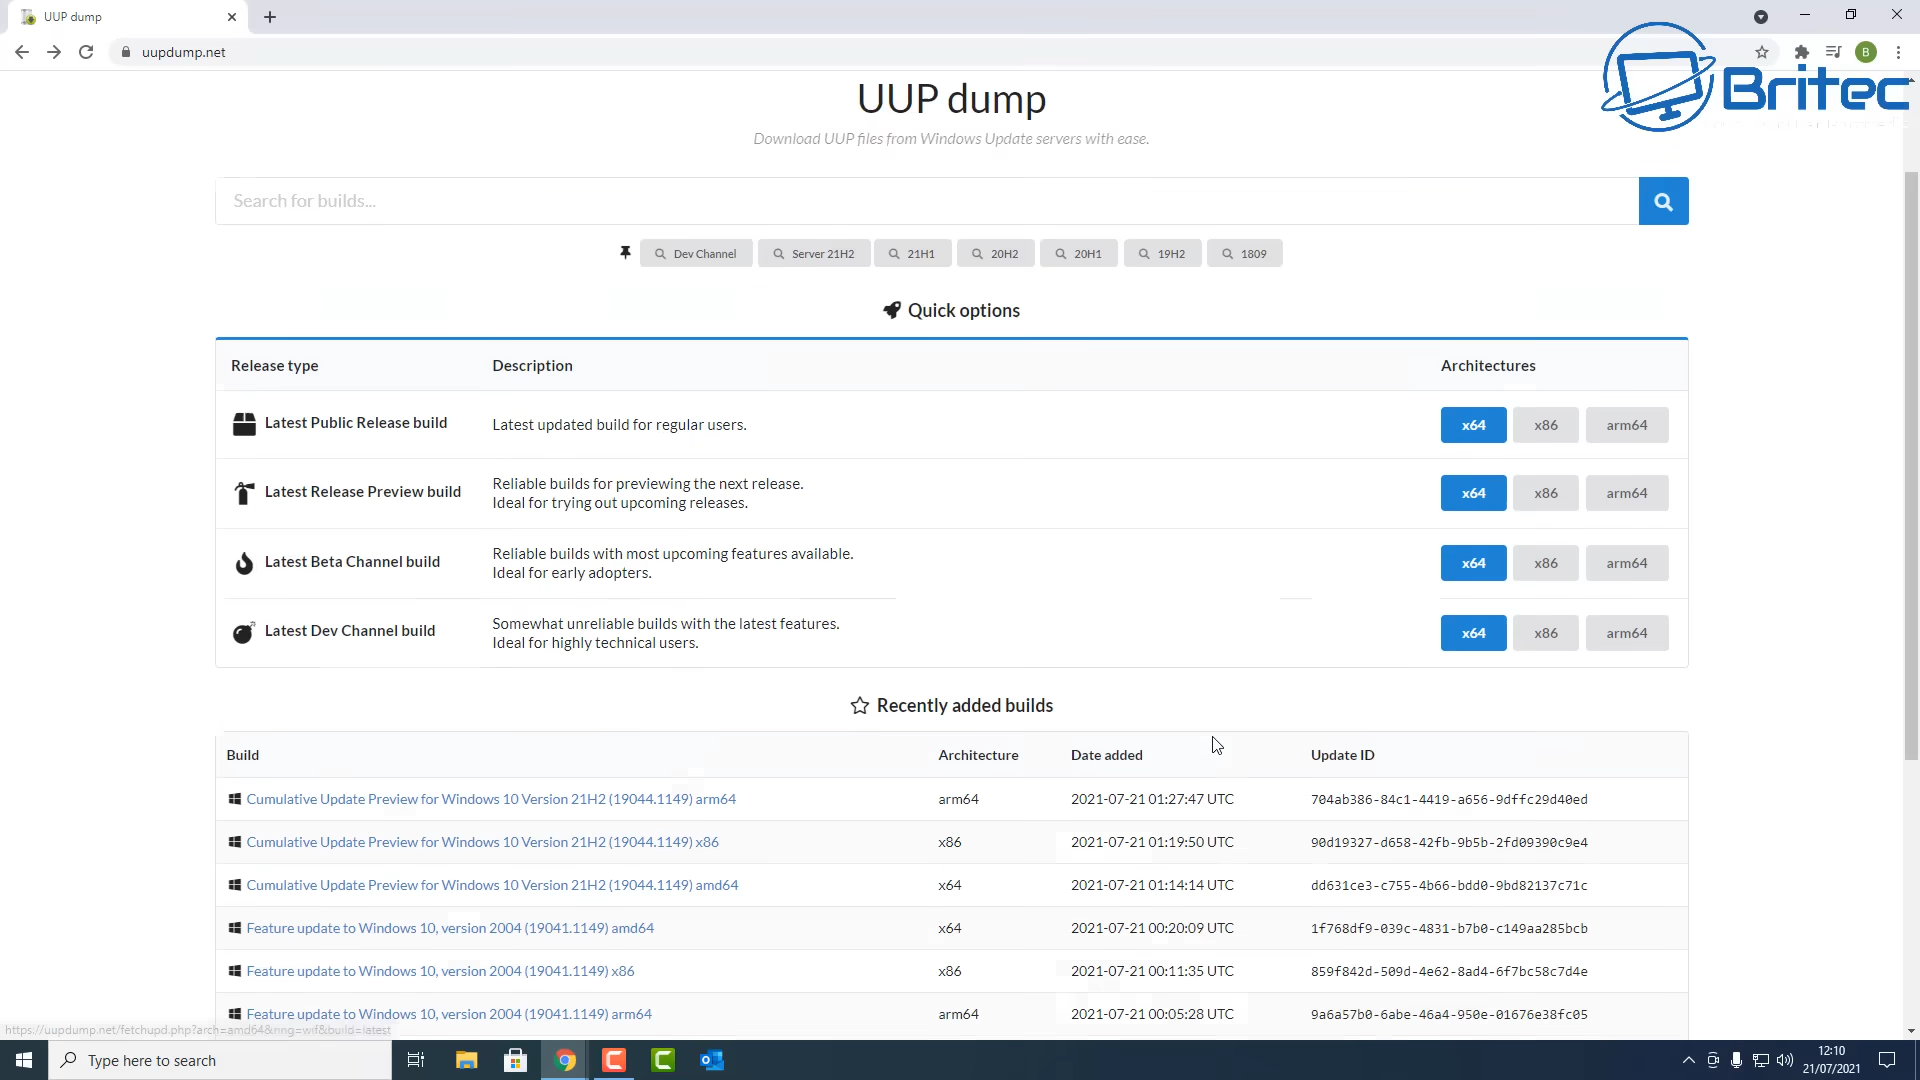 UUP dump
uupdump.net
B
Britec
UUP dump
Download UUP files from Windows Update servers with ease.
Search for builds...
Dev Channel
Server 21H2
21H1
20H2
20H1
19H2
1809
Quick options
Release type Description Architectures
Latest Public Release build Latest updated build for regular users. x64 x86 arm64
Latest Release Preview build Reliable builds for previewing the next release.
Ideal for trying out upcoming releases. x64 x86 arm64
Latest Beta Channel build Reliable builds with most upcoming features available.
Ideal for early adopters. x64 x86 arm64
Latest Dev Channel build Somewhat unreliable builds with the latest features.
Ideal for highly technical users. x64 x86 arm64
Recently added builds
Build Architecture Date added Update ID
Cumulative Update Preview for Windows 10 Version 21H2 (19044.1149) arm64 arm64 2021-07-21 01:27:47 UTC 704ab386-84c1-4419-a656-9dffc29d40ed
Cumulative Update Preview for Windows 10 Version 21H2 (19044.1149) x86 x86 2021-07-21 01:19:50 UTC 90d19327-d658-42fb-9b5b-2fd09390c9e4
Cumulative Update Preview for Windows 10 Version 21H2 (19044.1149) amd64 x64 2021-07-21 01:14:14 UTC dd631ce3-c755-4b66-bdd0-9bd82137c71c
Feature update to Windows 10, version 2004 (19041.1149) amd64 x64 2021-07-21 00:20:09 UTC 1f768df9-039c-4831-b7b0-c149aa285bcb
Feature update to Windows 10, version 2004 (19041.1149) x86 x86 2021-07-21 00:11:35 UTC 859f842d-509d-4e62-8ad4-6f7bc58c7d4e
Feature update to Windows 10, version 2004 (19041.1149) arm64 arm64 2021-07-21 00:05:28 UTC 9a6a57b0-6abe-46a4-950e-01676e38fc05
Type here to search
12:10
21/07/2021